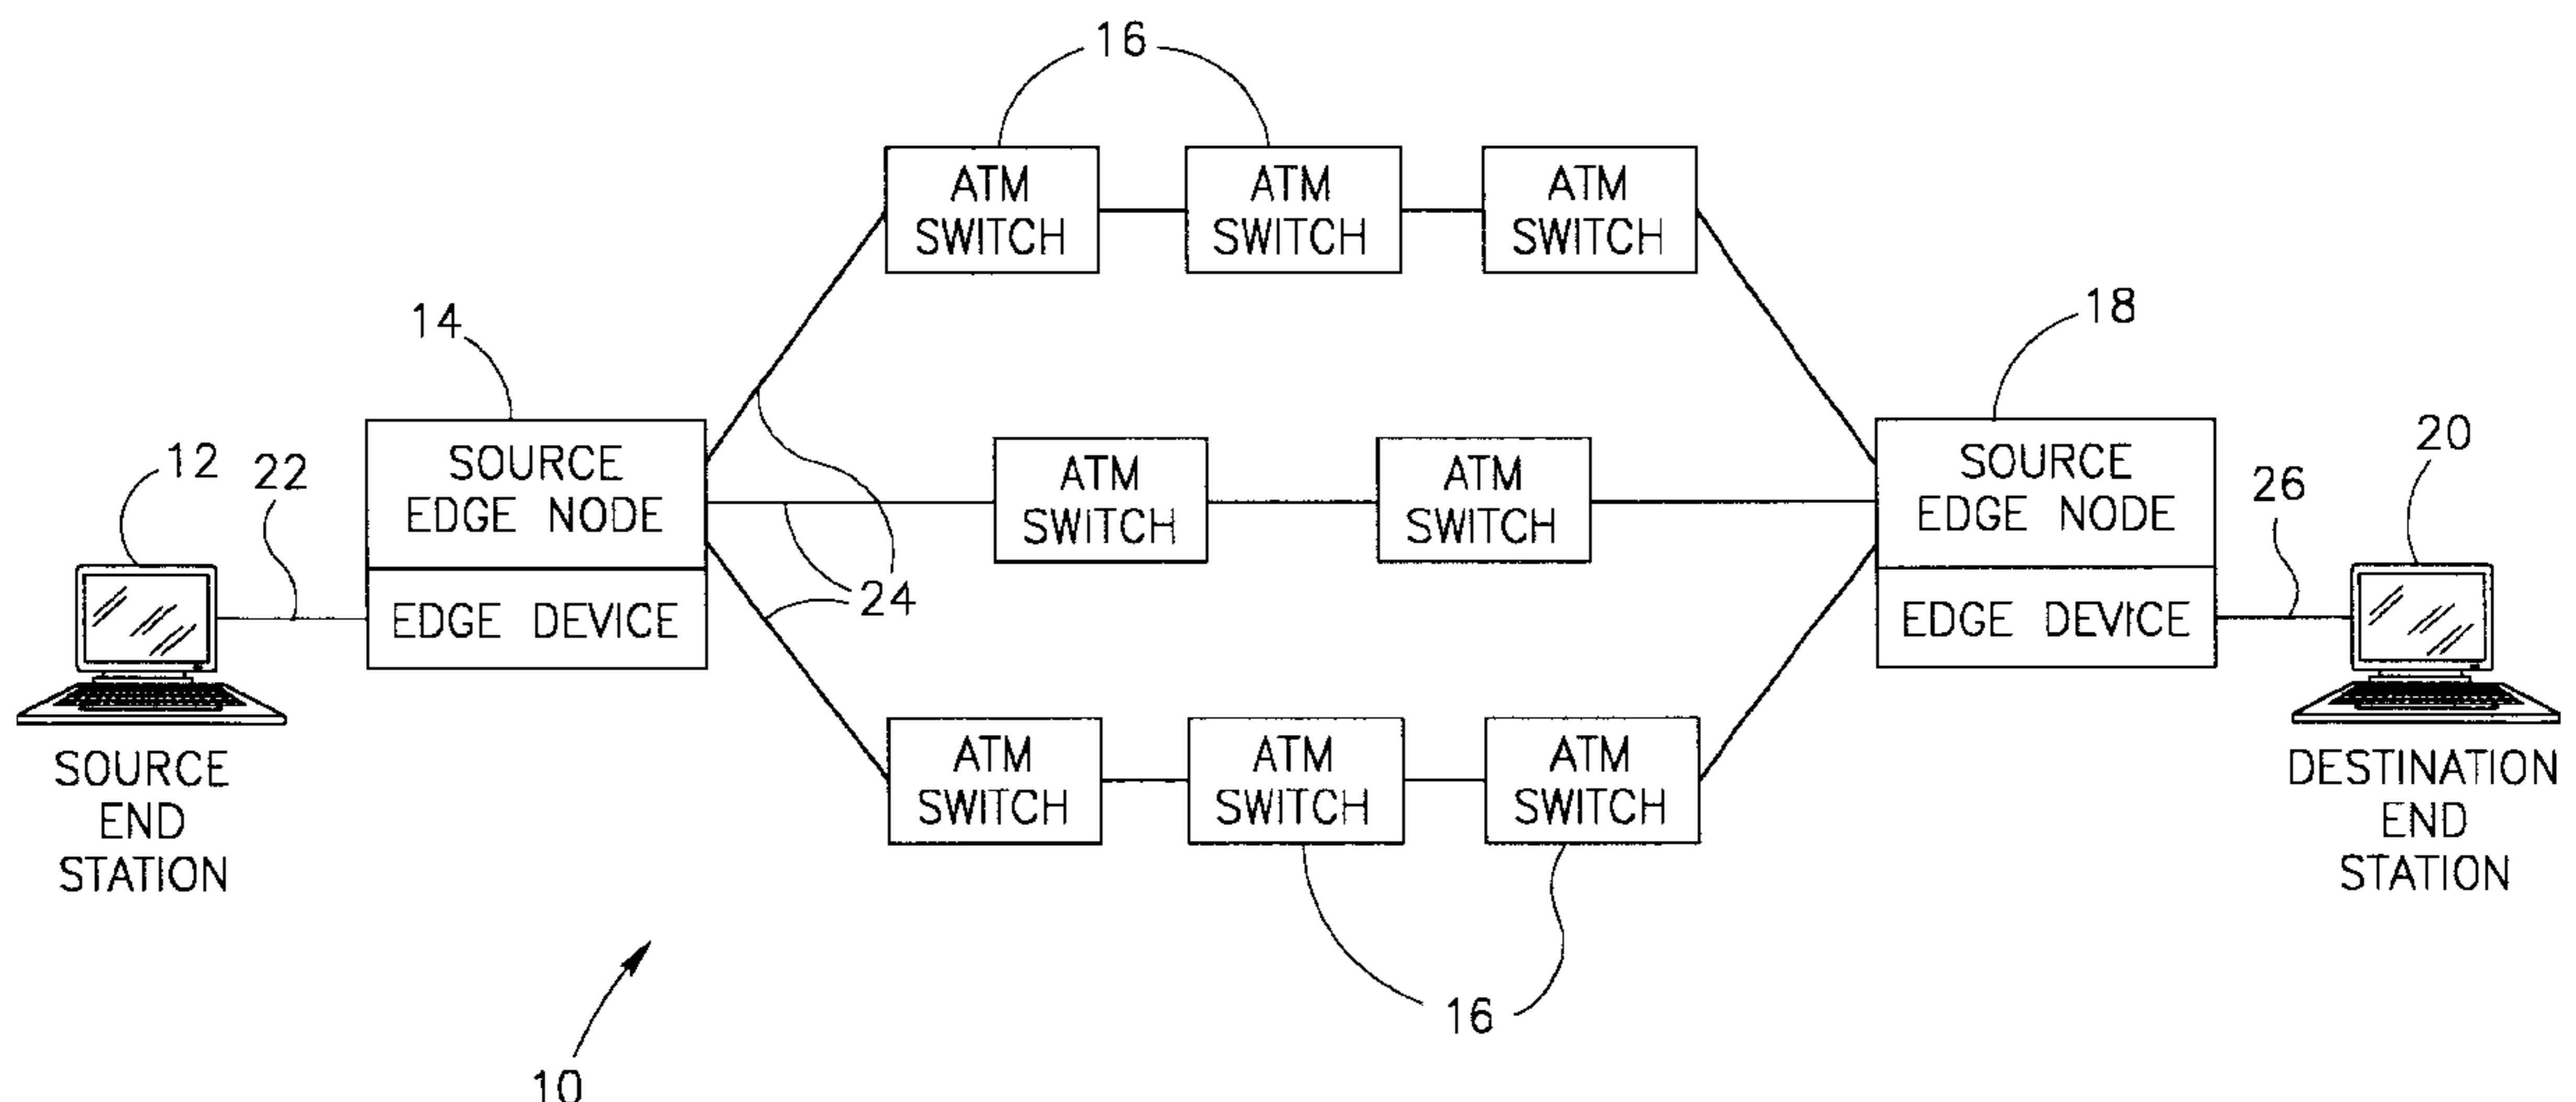 16
ATM
SWITCH
ATM
SWITCH
ATM
SWITCH
14
18
12
22
SOURCE
EDGE NODE
EDGE DEVICE
ATM
SWITCH
ATM
SWITCH
SOURCE
EDGE NODE
EDGE DEVICE
26
20
24
SOURCE
END
STATION
ATM
SWITCH
ATM
SWITCH
ATM
SWITCH
DESTINATION
END
STATION
16
10